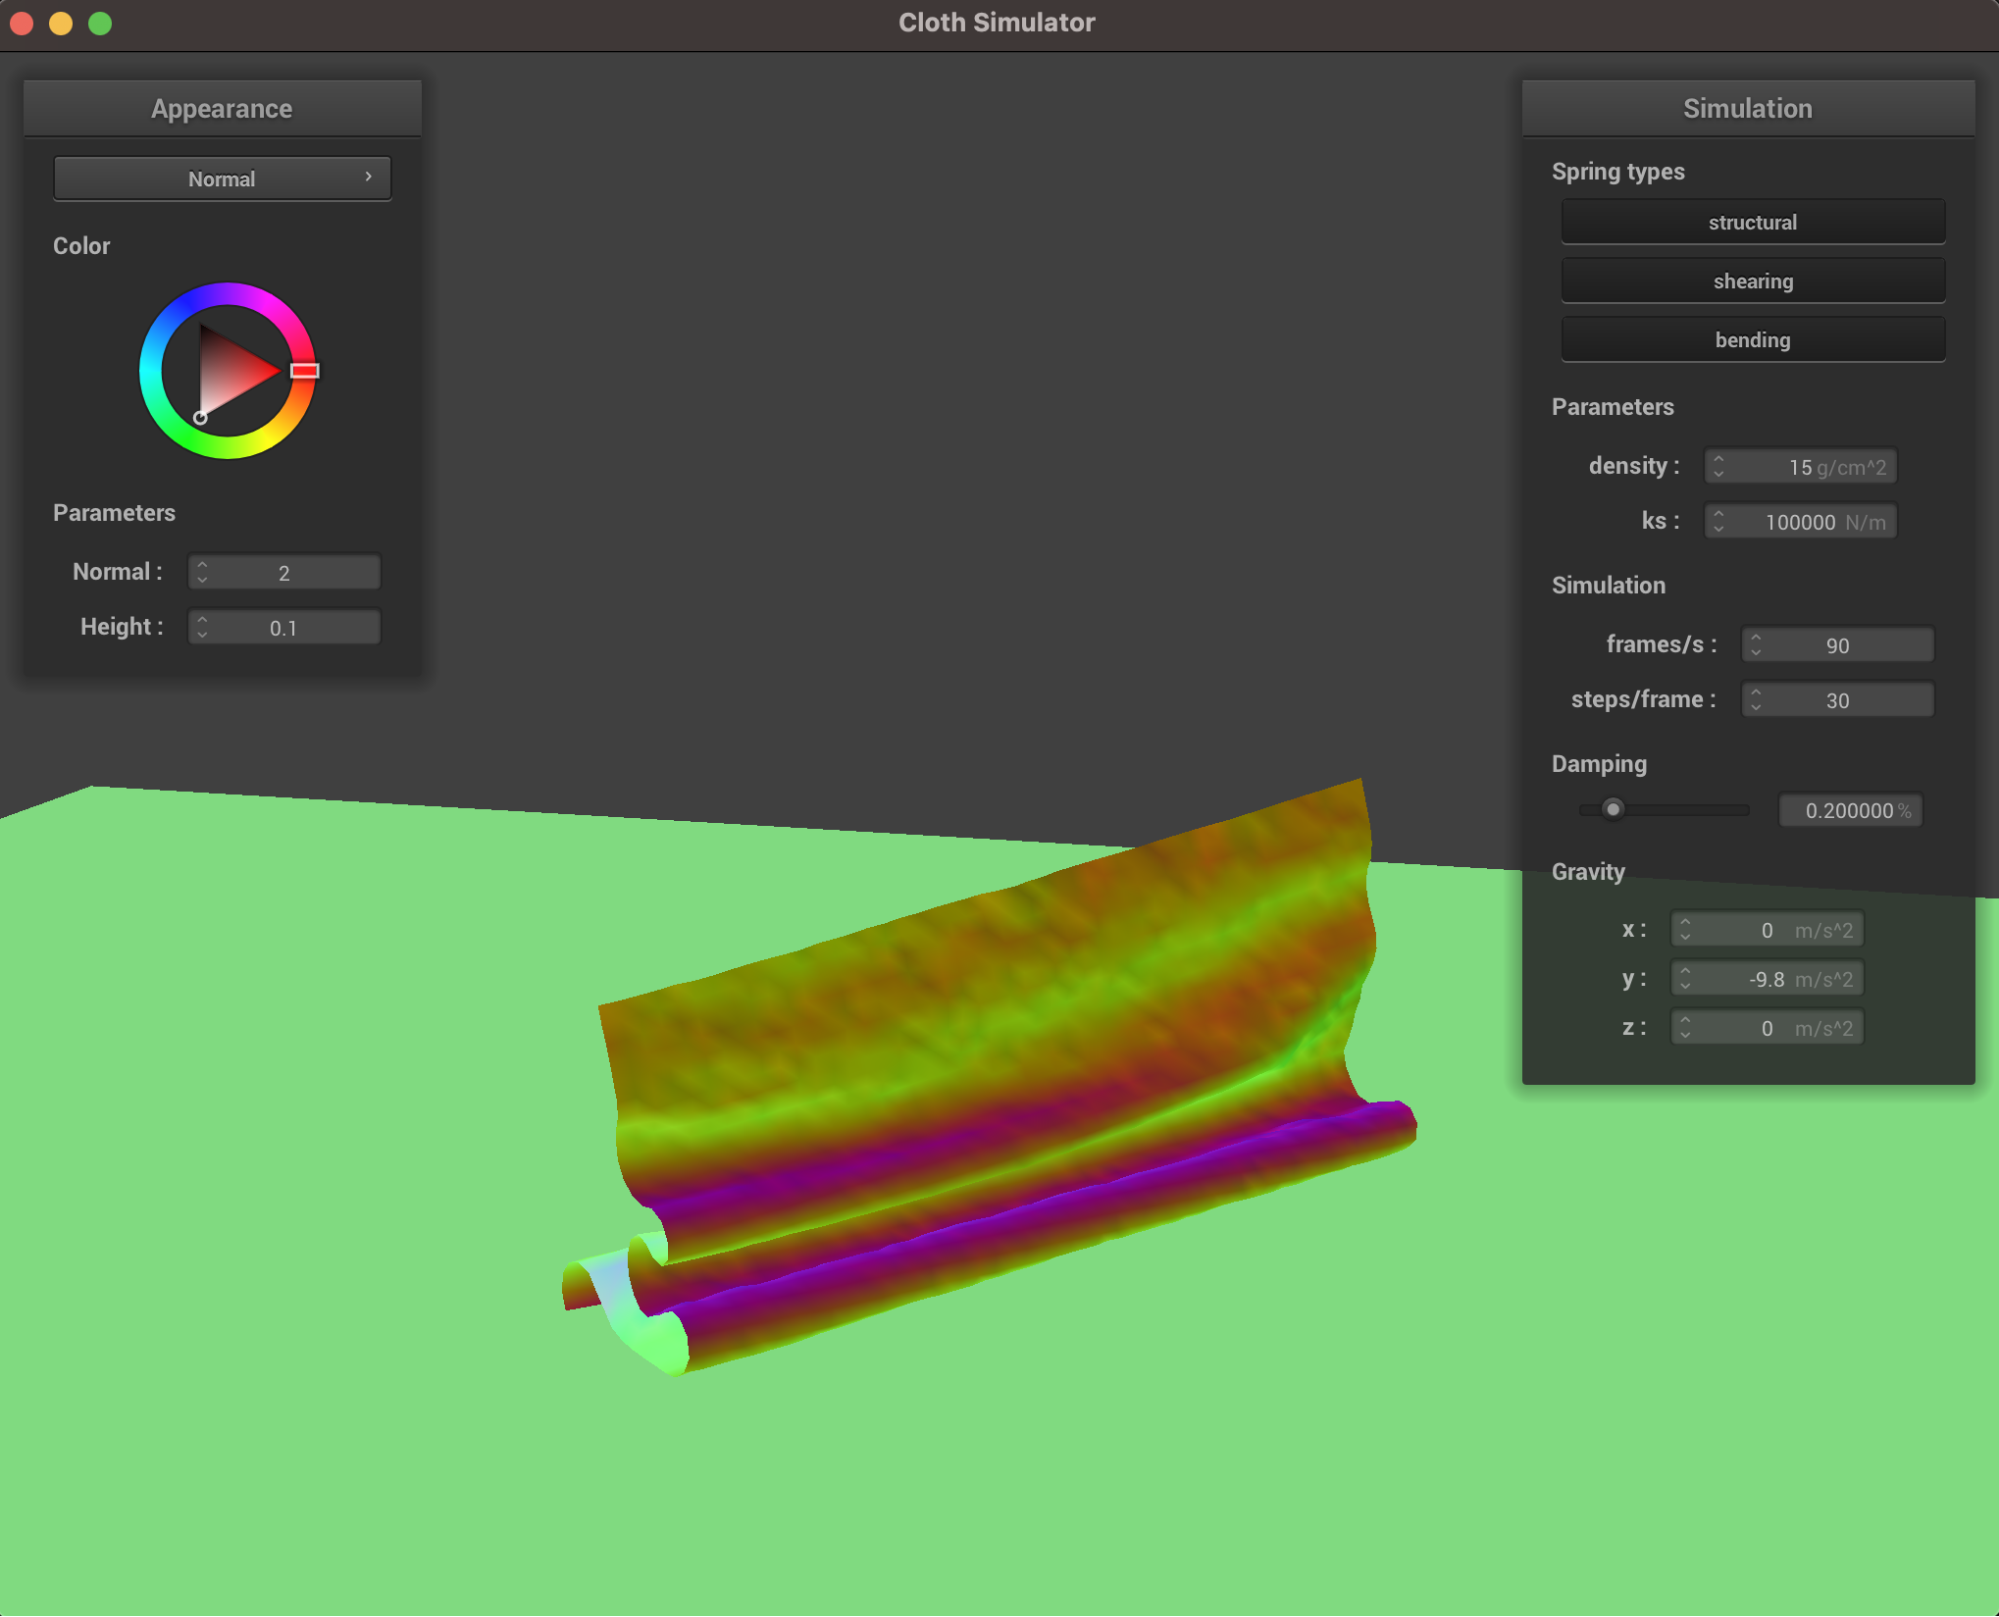 Cloth Simulator
Appearance
Normal
Color
Parameters
Normal : 2
Height : 0.1
Simulation
Spring types
structural
shearing
bending
Parameters
density : 15 g/cm^2
ks : 100000 N/m
Simulation
frames/s : 90
steps/frame : 30
Damping
0.200000 %
Gravity
x : 0 m/s^2
y : -9.8 m/s^2
z : 0 m/s^2